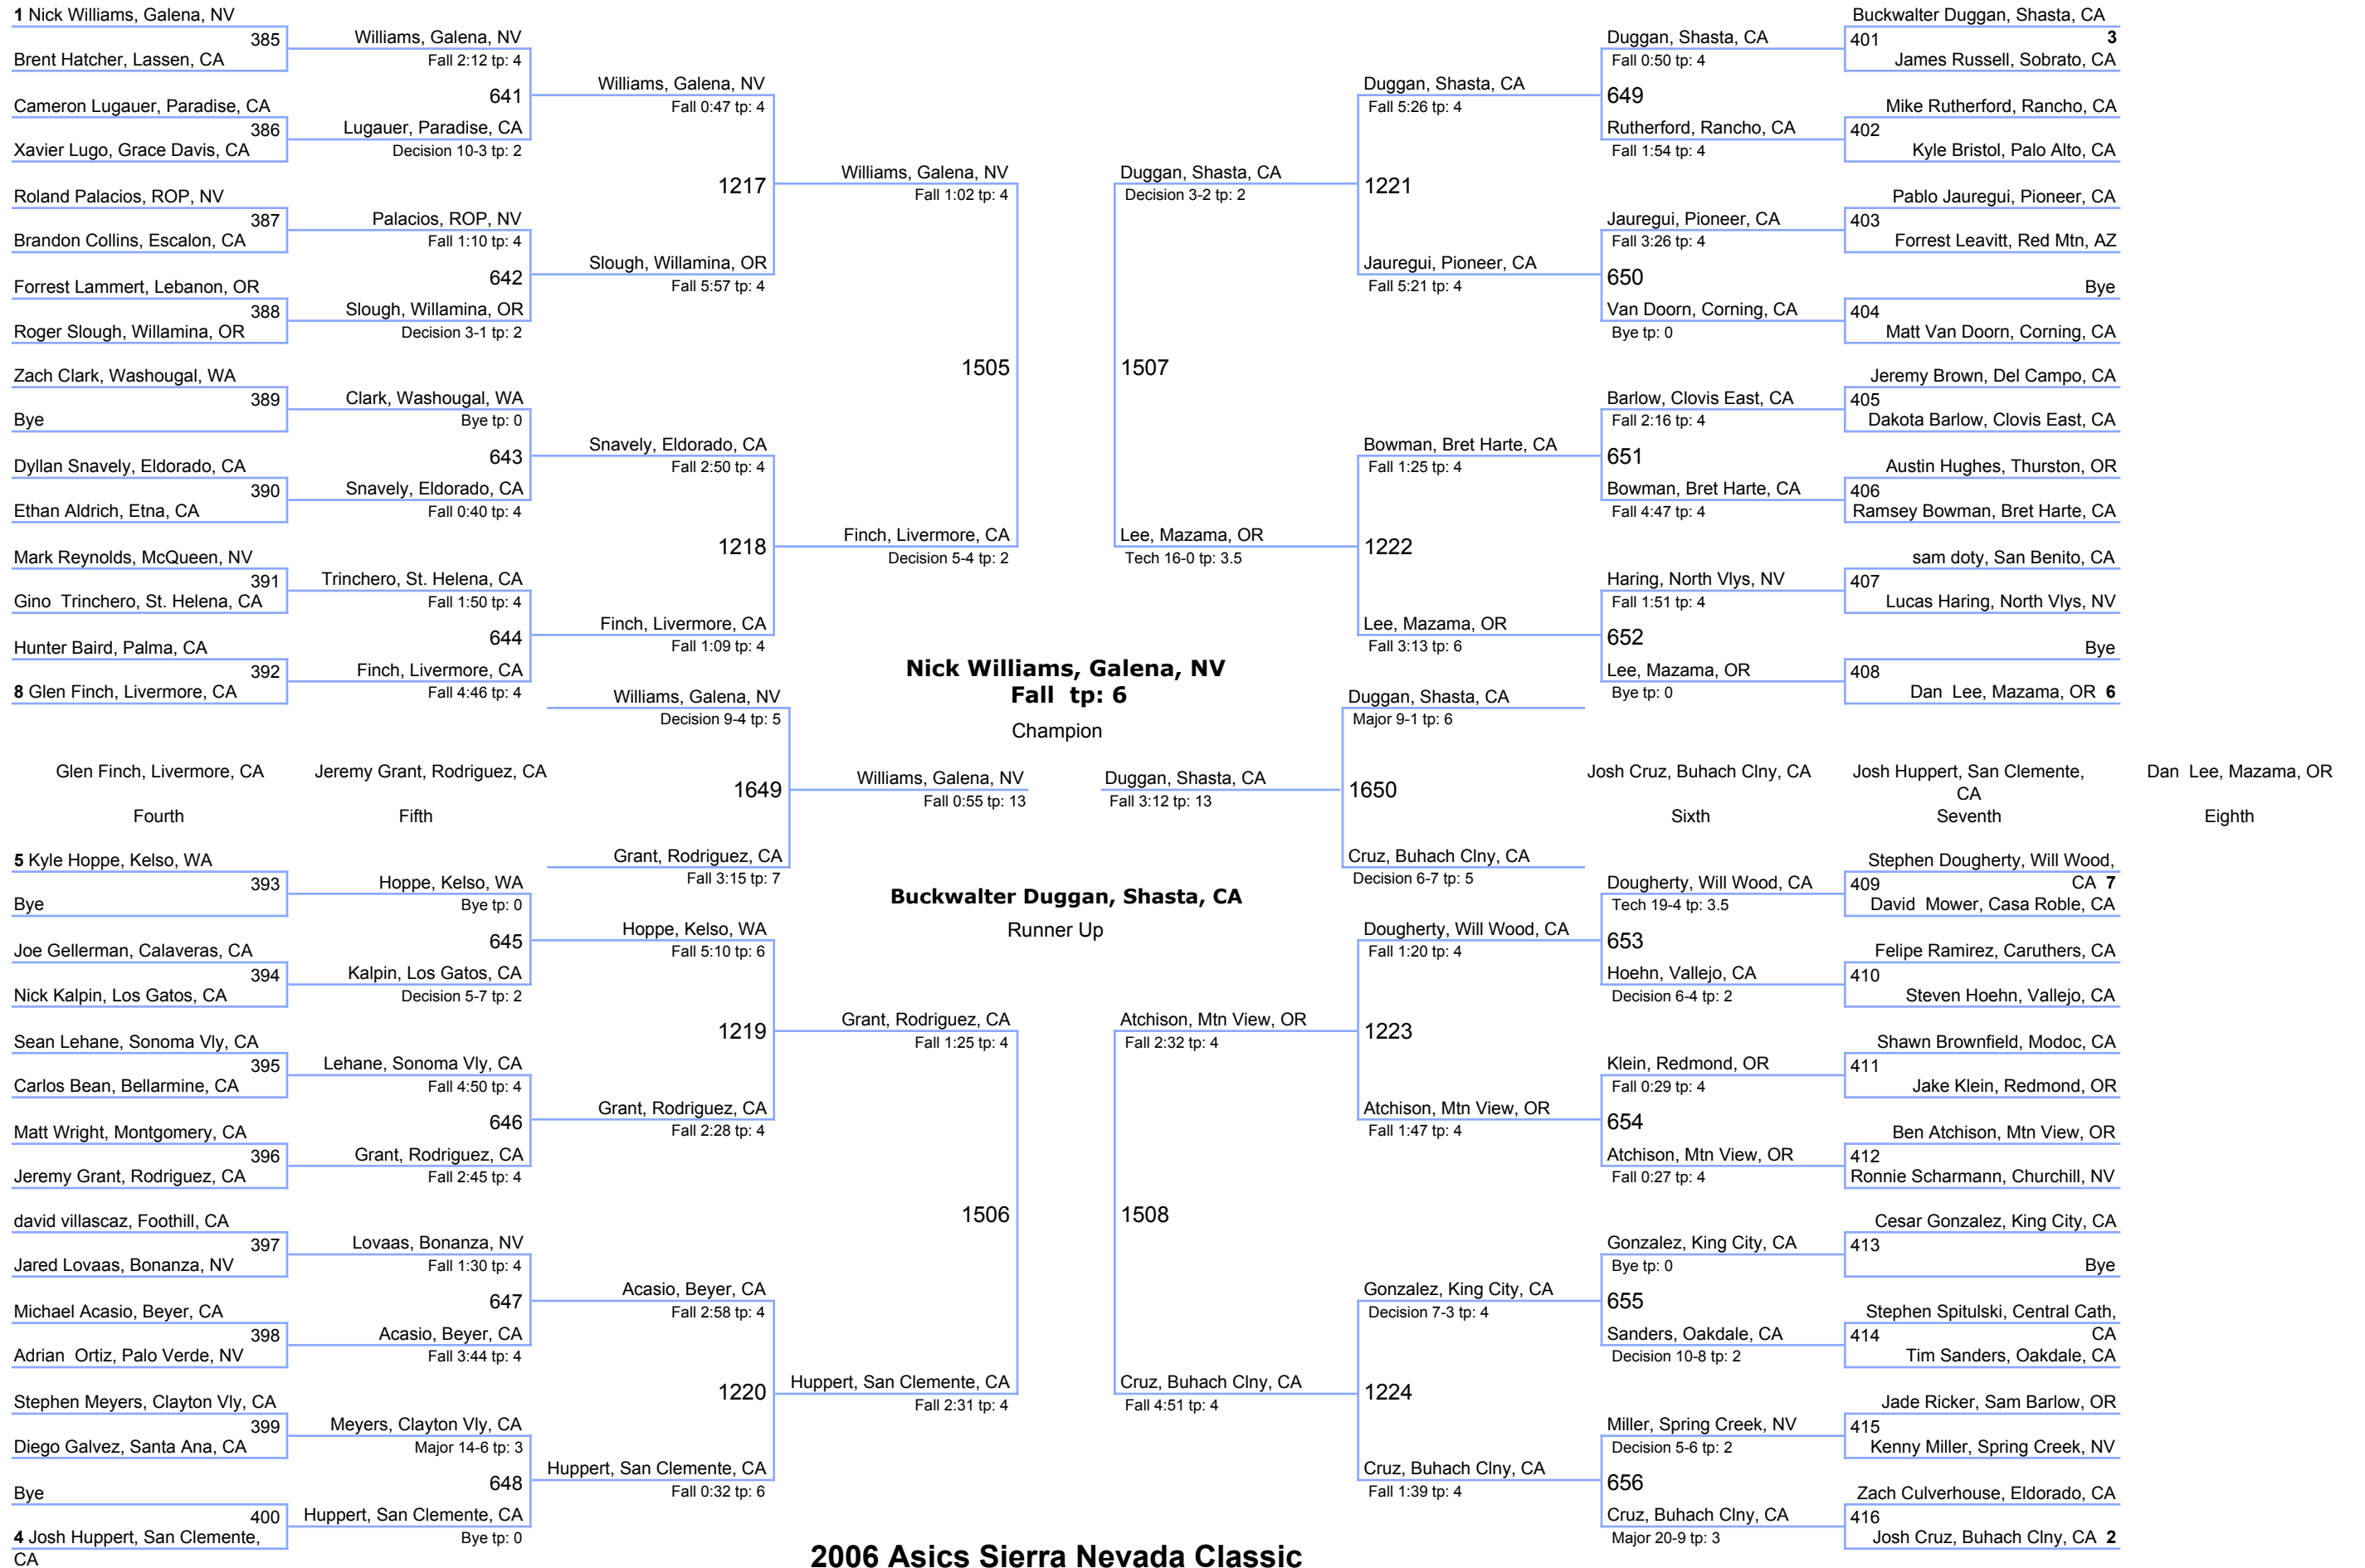 1 Nick Williams, Galena, NV
385
Brent Hatcher, Lassen, CA
Cameron Lugauer, Paradise, CA
386
Xavier Lugo, Grace Davis, CA
Roland Palacios, ROP, NV
387
Brandon Collins, Escalon, CA
Forrest Lammert, Lebanon, OR
388
Roger Slough, Willamina, OR
Zach Clark, Washougal, WA
389
Bye
Dyllan Snavely, Eldorado, CA
390
Ethan Aldrich, Etna, CA
Mark Reynolds, McQueen, NV
391
Gino  Trinchero, St. Helena, CA
Hunter Baird, Palma, CA
392
8 Glen Finch, Livermore, CA
Williams, Galena, NV
Fall 2:12 tp: 4
641
Lugauer, Paradise, CA
Decision 10-3 tp: 2
Palacios, ROP, NV
Fall 1:10 tp: 4
642
Slough, Willamina, OR
Decision 3-1 tp: 2
Clark, Washougal, WA
Bye tp: 0
643
Snavely, Eldorado, CA
Fall 0:40 tp: 4
Trinchero, St. Helena, CA
Fall 1:50 tp: 4
644
Finch, Livermore, CA
Fall 4:46 tp: 4
Williams, Galena, NV
Fall 0:47 tp: 4
1217
Slough, Willamina, OR
Fall 5:57 tp: 4
Snavely, Eldorado, CA
Fall 2:50 tp: 4
1218
Finch, Livermore, CA
Fall 1:09 tp: 4
Williams, Galena, NV
Fall 1:02 tp: 4
1505
Finch, Livermore, CA
Decision 5-4 tp: 2
Duggan, Shasta, CA
Decision 3-2 tp: 2
1507
Lee, Mazama, OR
Tech 16-0 tp: 3.5
Duggan, Shasta, CA
Fall 5:26 tp: 4
1221
Jauregui, Pioneer, CA
Fall 5:21 tp: 4
Bowman, Bret Harte, CA
Fall 1:25 tp: 4
1222
Lee, Mazama, OR
Fall 3:13 tp: 6
Duggan, Shasta, CA
Fall 0:50 tp: 4
649
Rutherford, Rancho, CA
Fall 1:54 tp: 4
Jauregui, Pioneer, CA
Fall 3:26 tp: 4
650
Van Doorn, Corning, CA
Bye tp: 0
Barlow, Clovis East, CA
Fall 2:16 tp: 4
651
Bowman, Bret Harte, CA
Fall 4:47 tp: 4
Haring, North Vlys, NV
Fall 1:51 tp: 4
652
Lee, Mazama, OR
Bye tp: 0
Buckwalter Duggan, Shasta, CA
401 3
James Russell, Sobrato, CA
Mike Rutherford, Rancho, CA
402
Kyle Bristol, Palo Alto, CA
Pablo Jauregui, Pioneer, CA
403
Forrest Leavitt, Red Mtn, AZ
Bye
404
Matt Van Doorn, Corning, CA
Jeremy Brown, Del Campo, CA
405
Dakota Barlow, Clovis East, CA
Austin Hughes, Thurston, OR
406
Ramsey Bowman, Bret Harte, CA
sam doty, San Benito, CA
407
Lucas Haring, North Vlys, NV
Bye
408
Dan  Lee, Mazama, OR 6
Nick Williams, Galena, NV
Fall  tp: 6
Champion
Williams, Galena, NV
Decision 9-4 tp: 5
1649
Grant, Rodriguez, CA
Fall 3:15 tp: 7
Williams, Galena, NV
Fall 0:55 tp: 13
Duggan, Shasta, CA
Fall 3:12 tp: 13
Duggan, Shasta, CA
Major 9-1 tp: 6
1650
Cruz, Buhach Clny, CA
Decision 6-7 tp: 5
Glen Finch, Livermore, CA
Fourth
Jeremy Grant, Rodriguez, CA
Fifth
Josh Cruz, Buhach Clny, CA
Sixth
Josh Huppert, San Clemente,
CA
Seventh
Dan  Lee, Mazama, OR
Eighth
Buckwalter Duggan, Shasta, CA
Runner Up
5 Kyle Hoppe, Kelso, WA
393
Bye
Joe Gellerman, Calaveras, CA
394
Nick Kalpin, Los Gatos, CA
Sean Lehane, Sonoma Vly, CA
395
Carlos Bean, Bellarmine, CA
Matt Wright, Montgomery, CA
396
Jeremy Grant, Rodriguez, CA
david villascaz, Foothill, CA
397
Jared Lovaas, Bonanza, NV
Michael Acasio, Beyer, CA
398
Adrian  Ortiz, Palo Verde, NV
Stephen Meyers, Clayton Vly, CA
399
Diego Galvez, Santa Ana, CA
Bye
400
4 Josh Huppert, San Clemente,
CA
Hoppe, Kelso, WA
Bye tp: 0
645
Kalpin, Los Gatos, CA
Decision 5-7 tp: 2
Lehane, Sonoma Vly, CA
Fall 4:50 tp: 4
646
Grant, Rodriguez, CA
Fall 2:45 tp: 4
Lovaas, Bonanza, NV
Fall 1:30 tp: 4
647
Acasio, Beyer, CA
Fall 3:44 tp: 4
Meyers, Clayton Vly, CA
Major 14-6 tp: 3
648
Huppert, San Clemente, CA
Bye tp: 0
Hoppe, Kelso, WA
Fall 5:10 tp: 6
1219
Grant, Rodriguez, CA
Fall 2:28 tp: 4
Acasio, Beyer, CA
Fall 2:58 tp: 4
1220
Huppert, San Clemente, CA
Fall 0:32 tp: 6
Grant, Rodriguez, CA
Fall 1:25 tp: 4
1506
Huppert, San Clemente, CA
Fall 2:31 tp: 4
Atchison, Mtn View, OR
Fall 2:32 tp: 4
1508
Cruz, Buhach Clny, CA
Fall 4:51 tp: 4
Dougherty, Will Wood, CA
Fall 1:20 tp: 4
1223
Atchison, Mtn View, OR
Fall 1:47 tp: 4
Gonzalez, King City, CA
Decision 7-3 tp: 4
1224
Cruz, Buhach Clny, CA
Fall 1:39 tp: 4
Dougherty, Will Wood, CA
Tech 19-4 tp: 3.5
653
Hoehn, Vallejo, CA
Decision 6-4 tp: 2
Klein, Redmond, OR
Fall 0:29 tp: 4
654
Atchison, Mtn View, OR
Fall 0:27 tp: 4
Gonzalez, King City, CA
Bye tp: 0
655
Sanders, Oakdale, CA
Decision 10-8 tp: 2
Miller, Spring Creek, NV
Decision 5-6 tp: 2
656
Cruz, Buhach Clny, CA
Major 20-9 tp: 3
Stephen Dougherty, Will Wood,
409 CA 7
David  Mower, Casa Roble, CA
Felipe Ramirez, Caruthers, CA
410
Steven Hoehn, Vallejo, CA
Shawn Brownfield, Modoc, CA
411
Jake Klein, Redmond, OR
Ben Atchison, Mtn View, OR
412
Ronnie Scharmann, Churchill, NV
Cesar Gonzalez, King City, CA
413
Bye
Stephen Spitulski, Central Cath,
414 CA
Tim Sanders, Oakdale, CA
Jade Ricker, Sam Barlow, OR
415
Kenny Miller, Spring Creek, NV
Zach Culverhouse, Eldorado, CA
416
Josh Cruz, Buhach Clny, CA 2
2006 Asics Sierra Nevada Classic